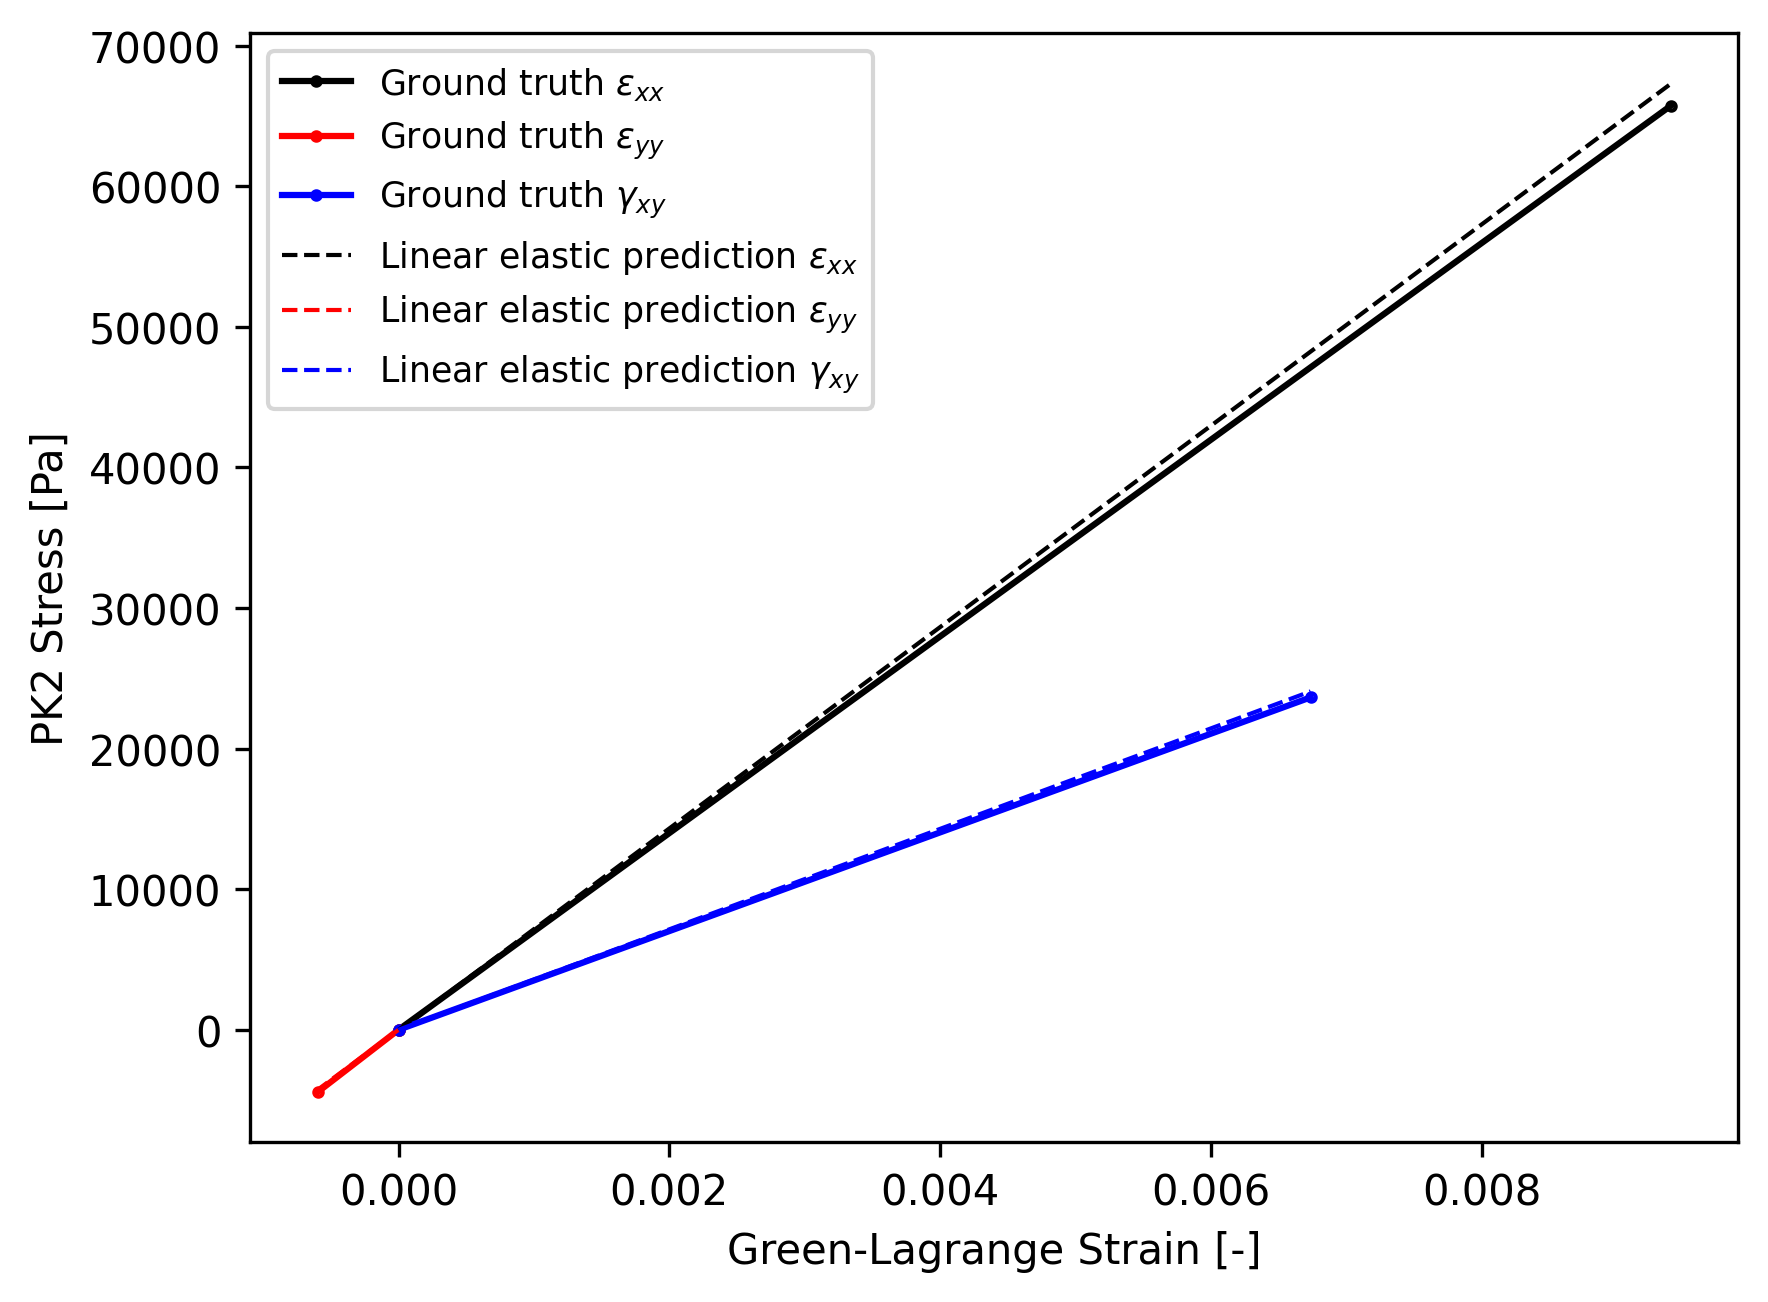 70000
60000
50000
40000
30000
20000
10000
0
PK2 Stress [Pa]
Ground truth εxx
Ground truth εyy
Ground truth γxy
Linear elastic prediction εxx
Linear elastic prediction εyy
Linear elastic prediction γxy
0.000 0.002 0.004 0.006 0.008
Green-Lagrange Strain [-]